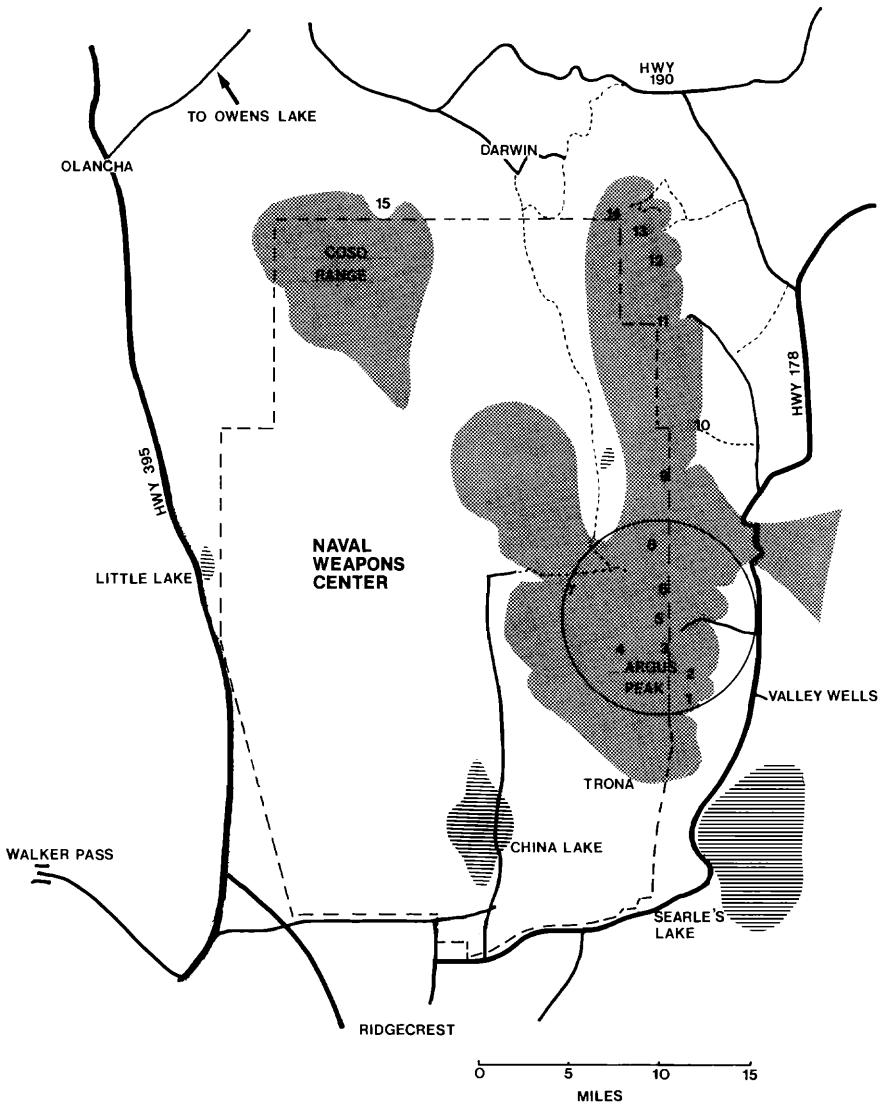 HWY
190
TO OWENS LAKE
DARWIN
OLANCHA
15
14
13
COSO
RANGE
12
11
HWY 178
10
HWY 395
9
8
NAVAL
WEAPONS
CENTER
LITTLE LAKE
7
6
5
4
3
ARGUS
PEAK
2
1
VALLEY WELLS
TRONA
CHINA LAKE
WALKER PASS
SEARLE'S
LAKE
RIDGECREST
0 5 10 15
MILES